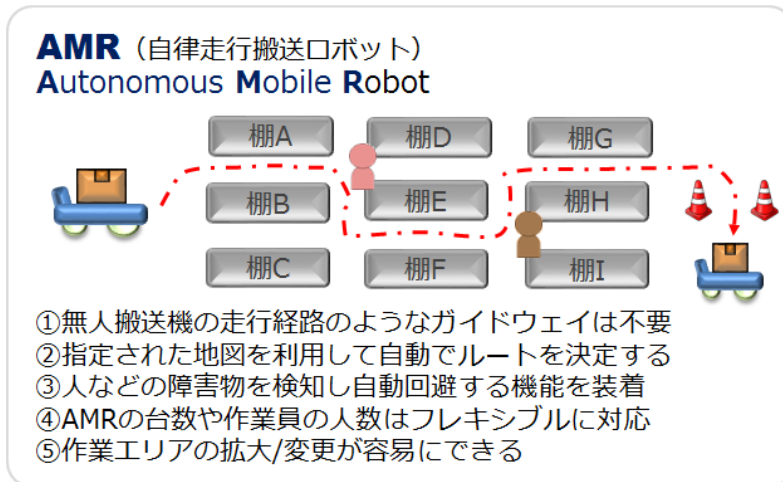 AMR（自律走行搬送ロボット）
Autonomous Mobile Robot
棚A 棚D 棚G
棚B 棚E 棚H
棚C 棚F 棚I
①無人搬送機の走行経路のようなガイドウェイは不要
②指定された地図を利用して自動でルートを決定する
③人などの障害物を検知し自動回避する機能を装着
④AMRの台数や作業員の人数はフレキシブルに対応
⑤作業エリアの拡大/変更が容易にできる